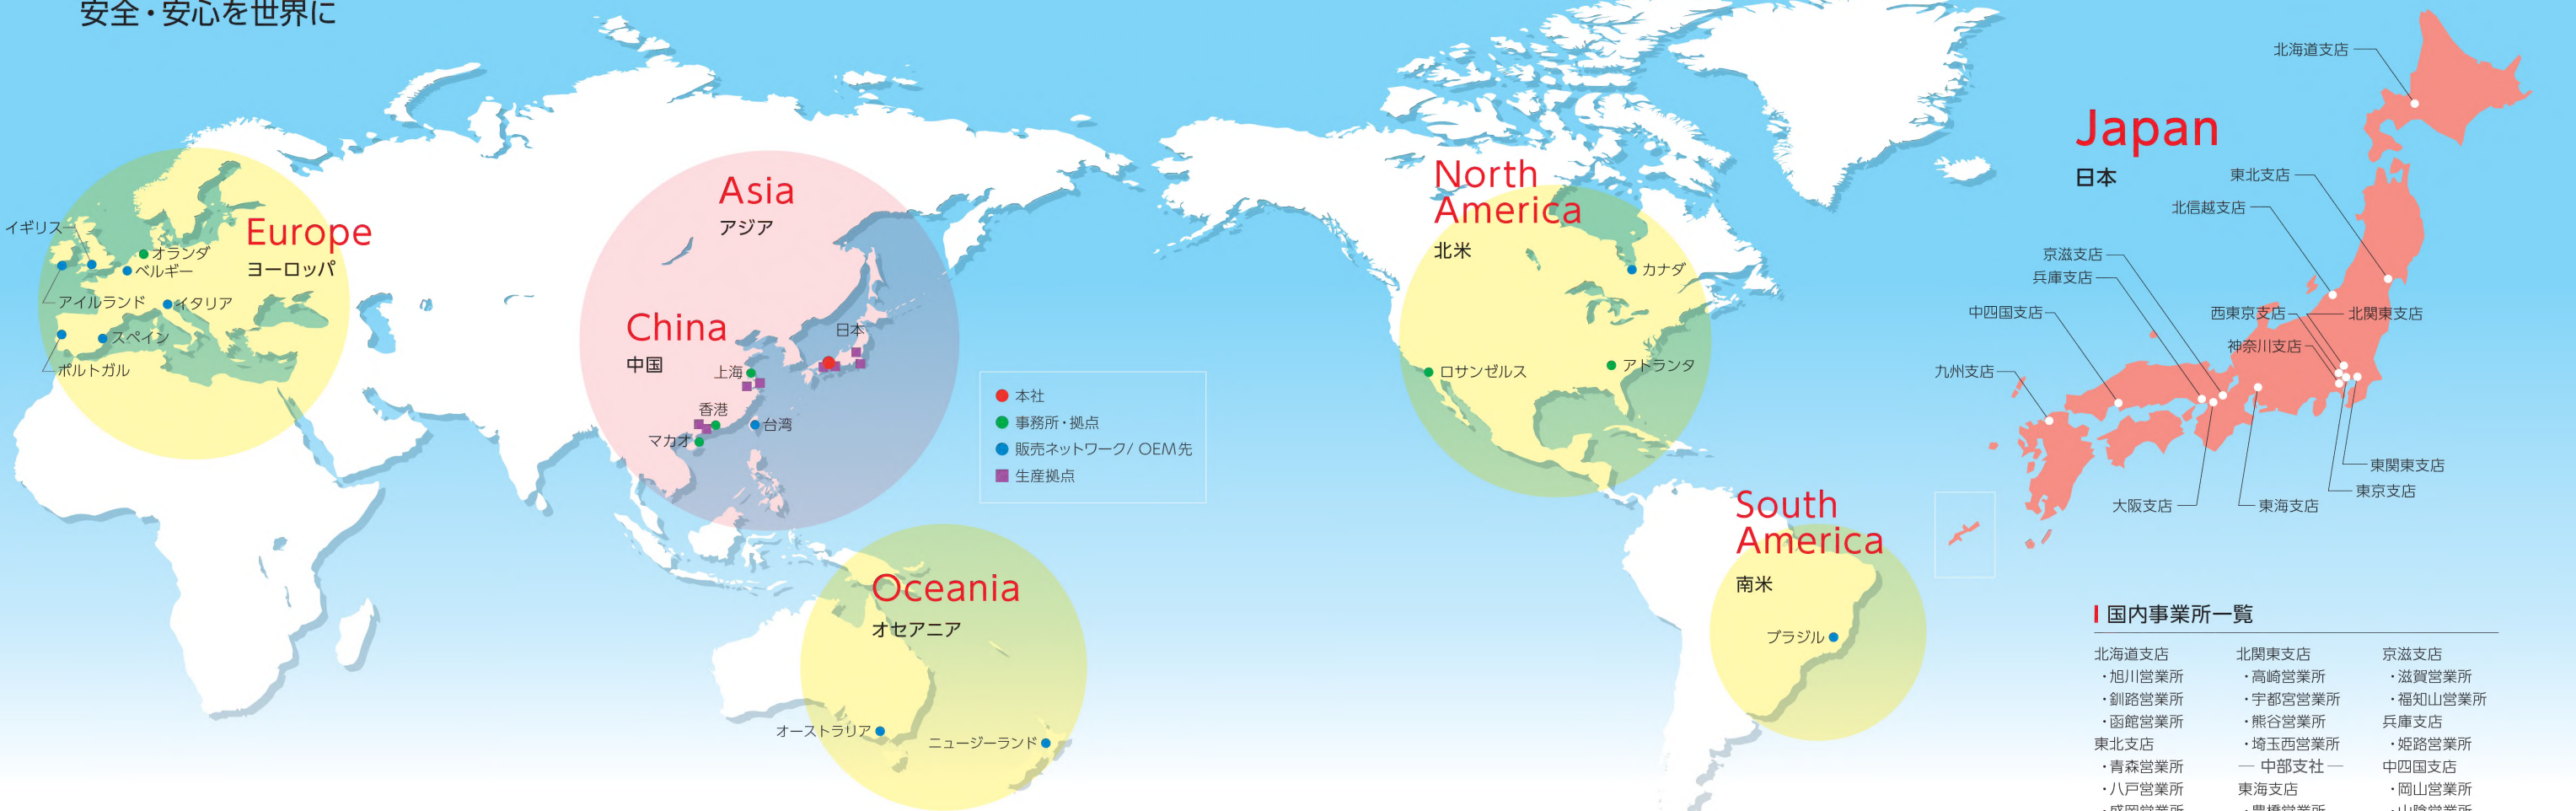 安全・安心を世界に
Europe
ヨーロッパ
イギリス
オランダ
ベルギー
アイルランド
イタリア
スペイン
ポルトガル
Asia
アジア
China
中国
日本
上海
香港
マカオ
台湾
本社
事務所・拠点
販売ネットワーク/ OEM先
生産拠点
Oceania
オセアニア
オーストラリア
ニュージーランド
North
America
北米
カナダ
ロサンゼルス
アトランタ
South
America
南米
ブラジル
Japan
日本
北海道支店
東北支店
北信越支店
京滋支店
兵庫支店
中四国支店
西東京支店
北関東支店
神奈川支店
九州支店
東関東支店
東京支店
大阪支店
東海支店
国内事業所一覧
北海道支店
・旭川営業所
・釧路営業所
・函館営業所
東北支店
・青森営業所
・八戸営業所
・盛岡営業所
北関東支店
・高崎営業所
・宇都宮営業所
・熊谷営業所
・埼玉西営業所
― 中部支社 ―
東海支店
・豊橋営業所
京滋支店
・滋賀営業所
・福知山営業所
兵庫支店
・姫路営業所
中四国支店
・岡山営業所
・山陰営業所